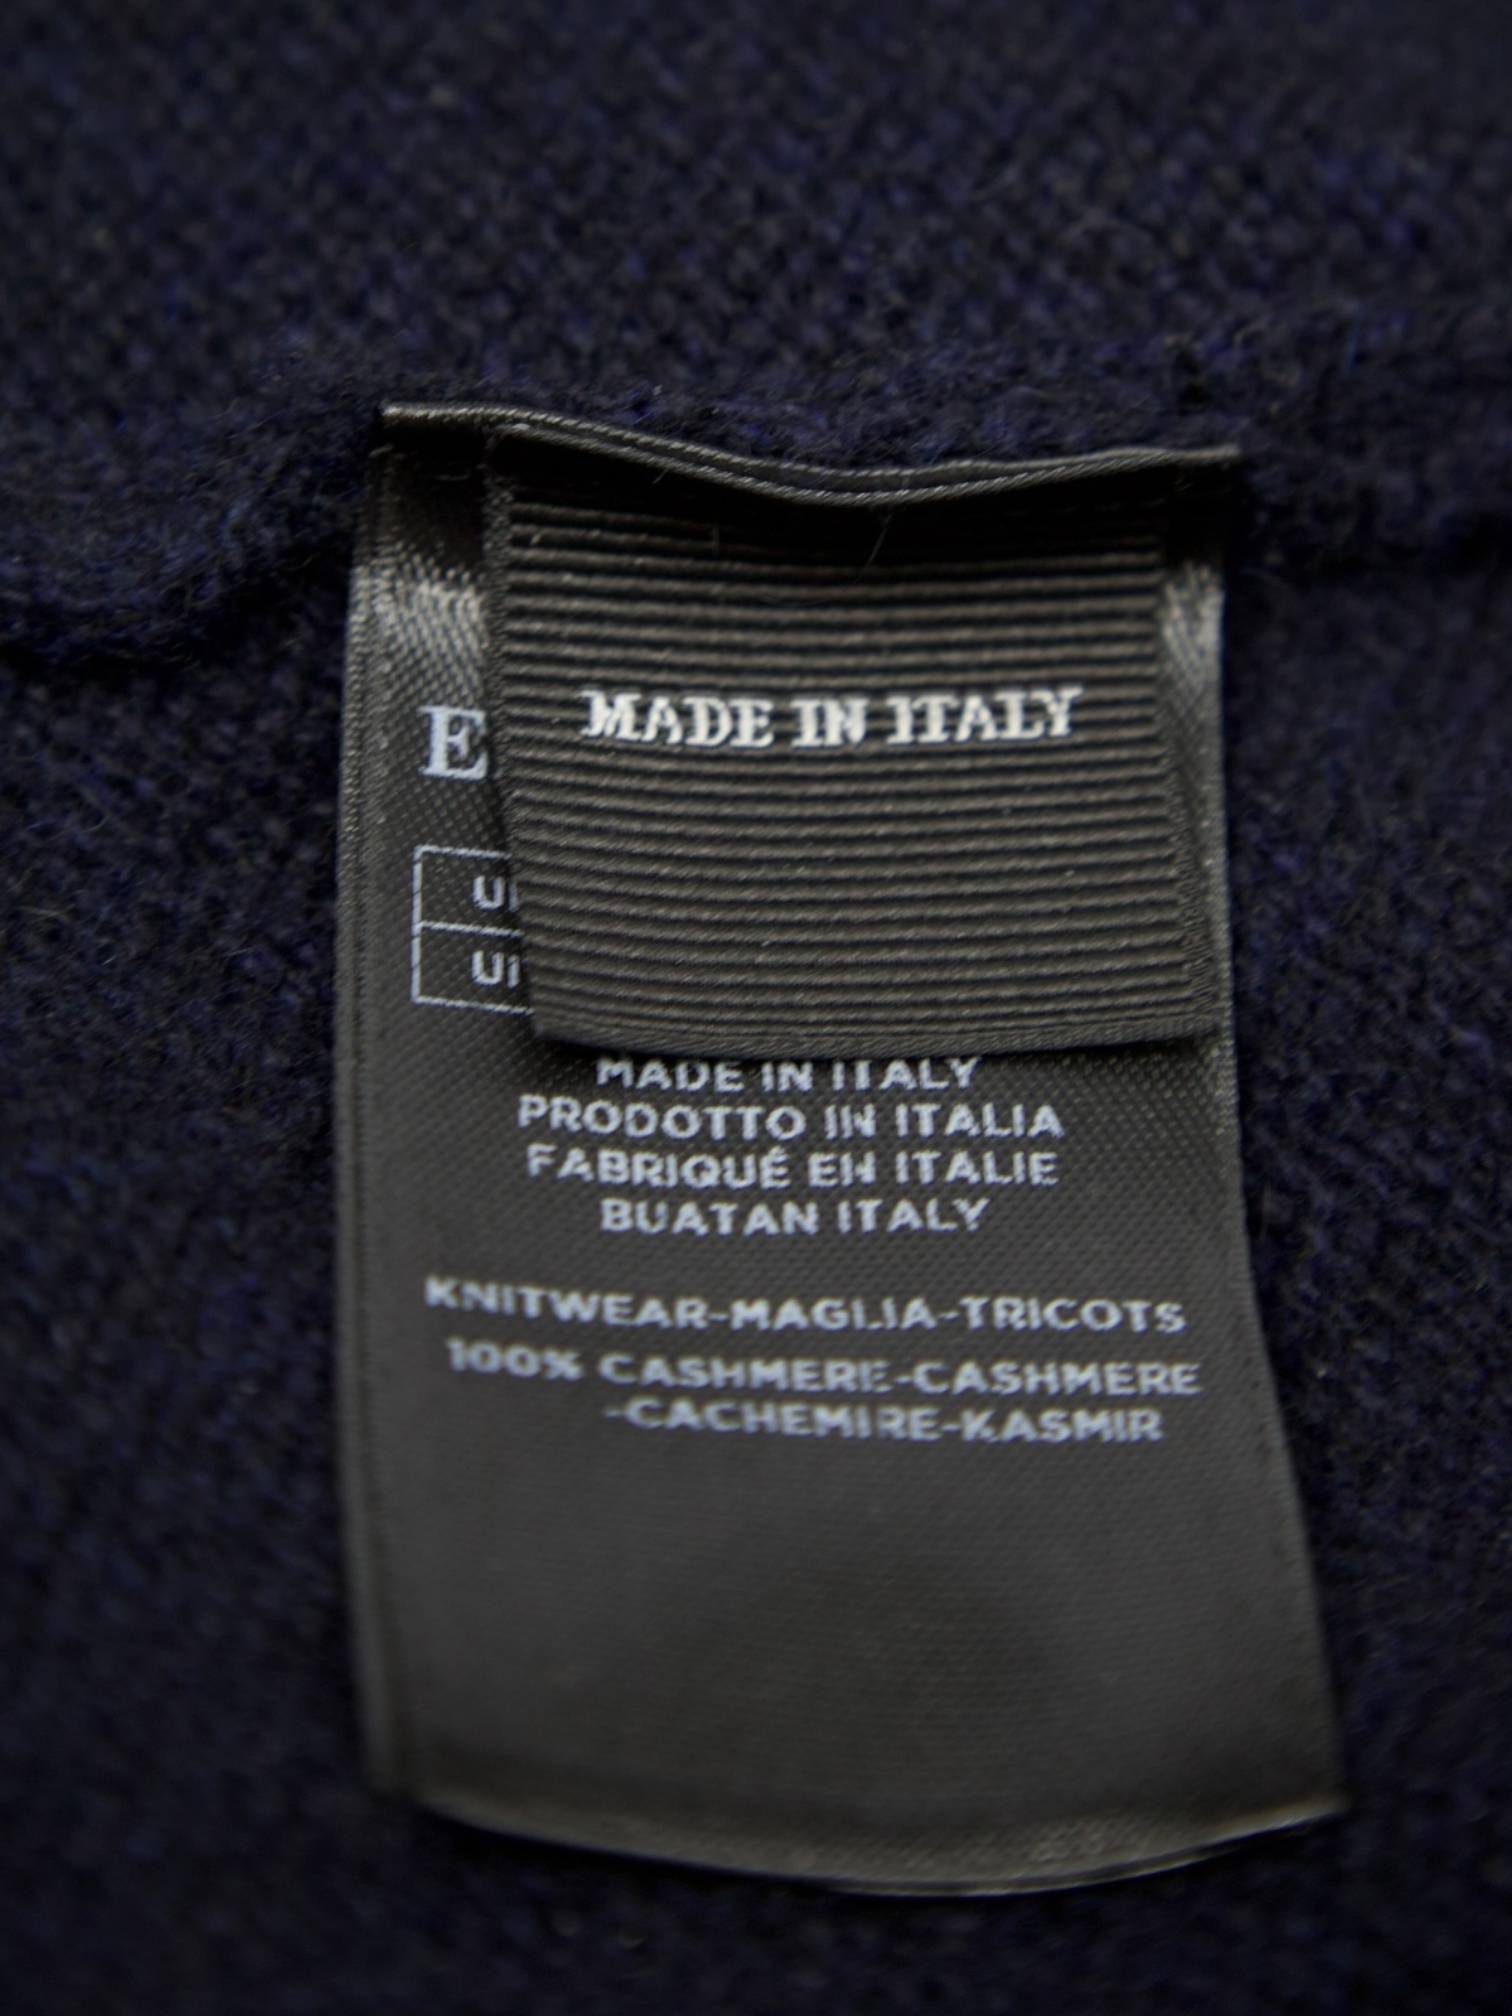 MADE IN ITALY
E
MADE IN ITALY
PRODOTTO IN ITALIA
FABRIQUÉ EN ITALIE
BUATAN ITALY
KNITWEAR-MAGLIA-TRICOTS
100% CASHMERE-CASHMERE
-CACHEMIRE-KASMIR